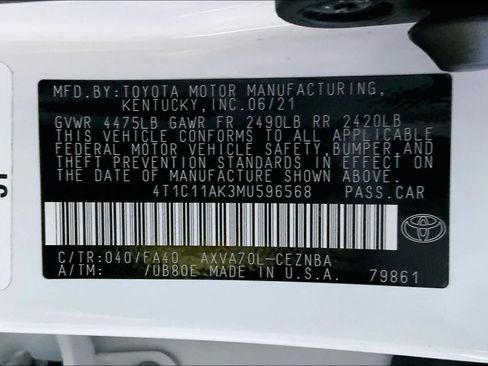 MFD.BY:TOYOTA MOTOR MANUFACTURING,
KENTUCKY,INC.06/21
GVWR 4475LB GAWR FR 2490LB RR 2420LB
THIS VEHICLE CONFORMS TO ALL APPLICABLE
FEDERAL MOTOR VEHICLE SAFETY,BUMPER,AND
THEFT PREVENTION STANDARDS IN EFFECT ON
THE DATE OF MANUFACTURE SHOWN ABOVE.
4T1C11AK3MU596568 PASS.CAR
C/TR:040/FA40 AXVA70L-CEZNBA
A/TM: /UB80E MADE IN U.S.A. 79861
TOYOTA